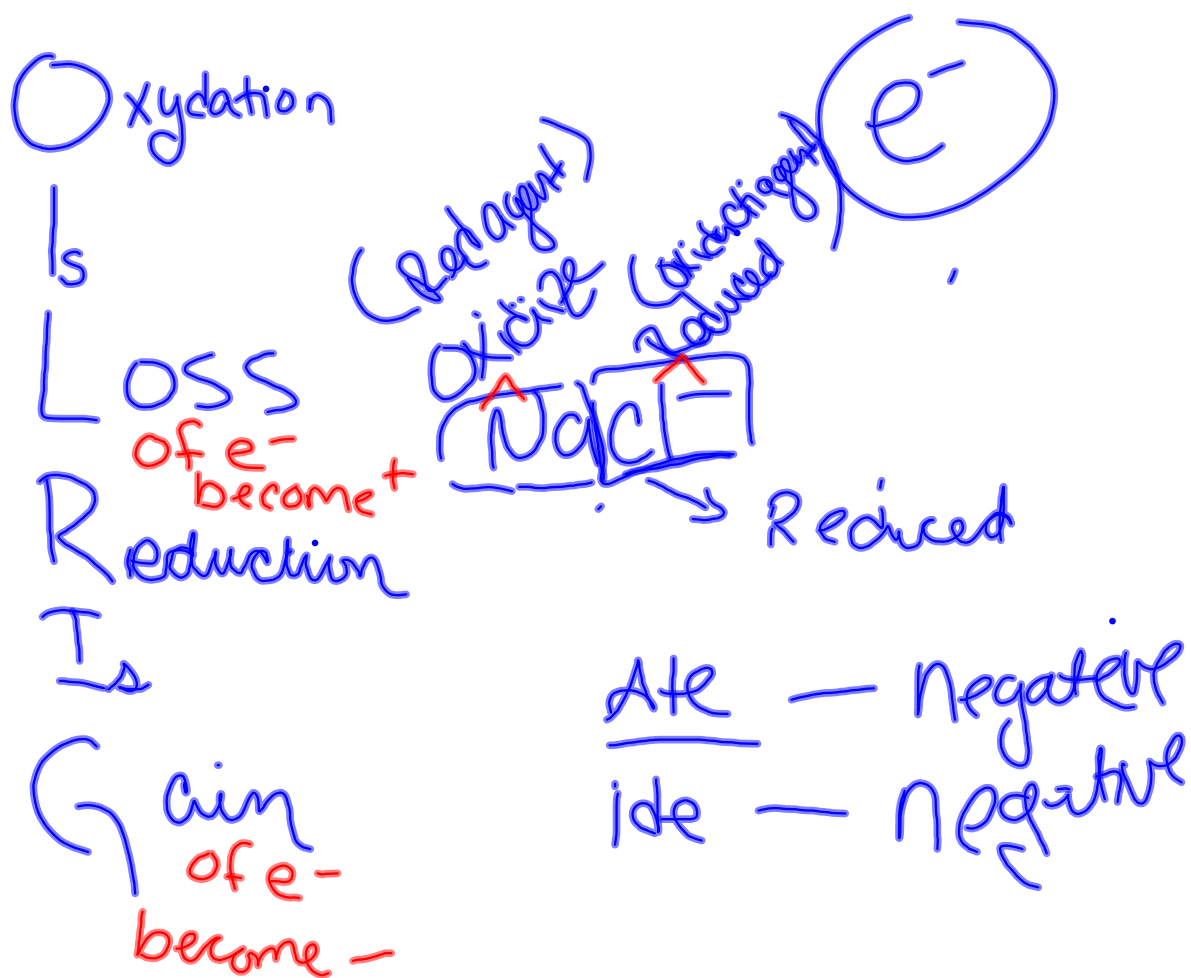 Oxydation
Is
Loss
of e-
become +
Reduction
Is
Gain
of e-
become -
e-
(Red agent)
Oxidize
Reduced
NaCl-
Reduced
Ate — negative
ide — negative